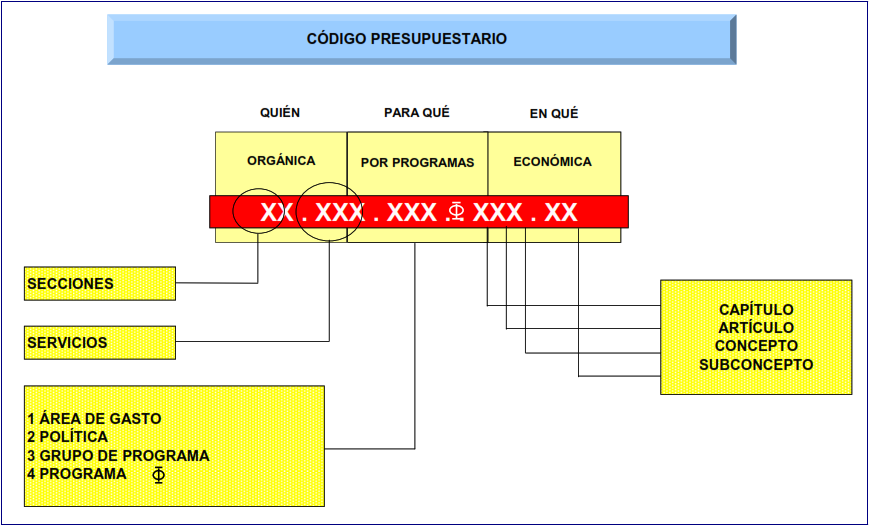 CÓDIGO PRESUPUESTARIO
QUIÉN PARA QUÉ EN QUÉ
ORGÁNICA POR PROGRAMAS ECONÓMICA
XX . XXX . XXX . Φ XXX . XX
SECCIONES
SERVICIOS
CAPÍTULO
ARTÍCULO
CONCEPTO
SUBCONCEPTO
1 ÁREA DE GASTO
2 POLÍTICA
3 GRUPO DE PROGRAMA
4 PROGRAMA Φ